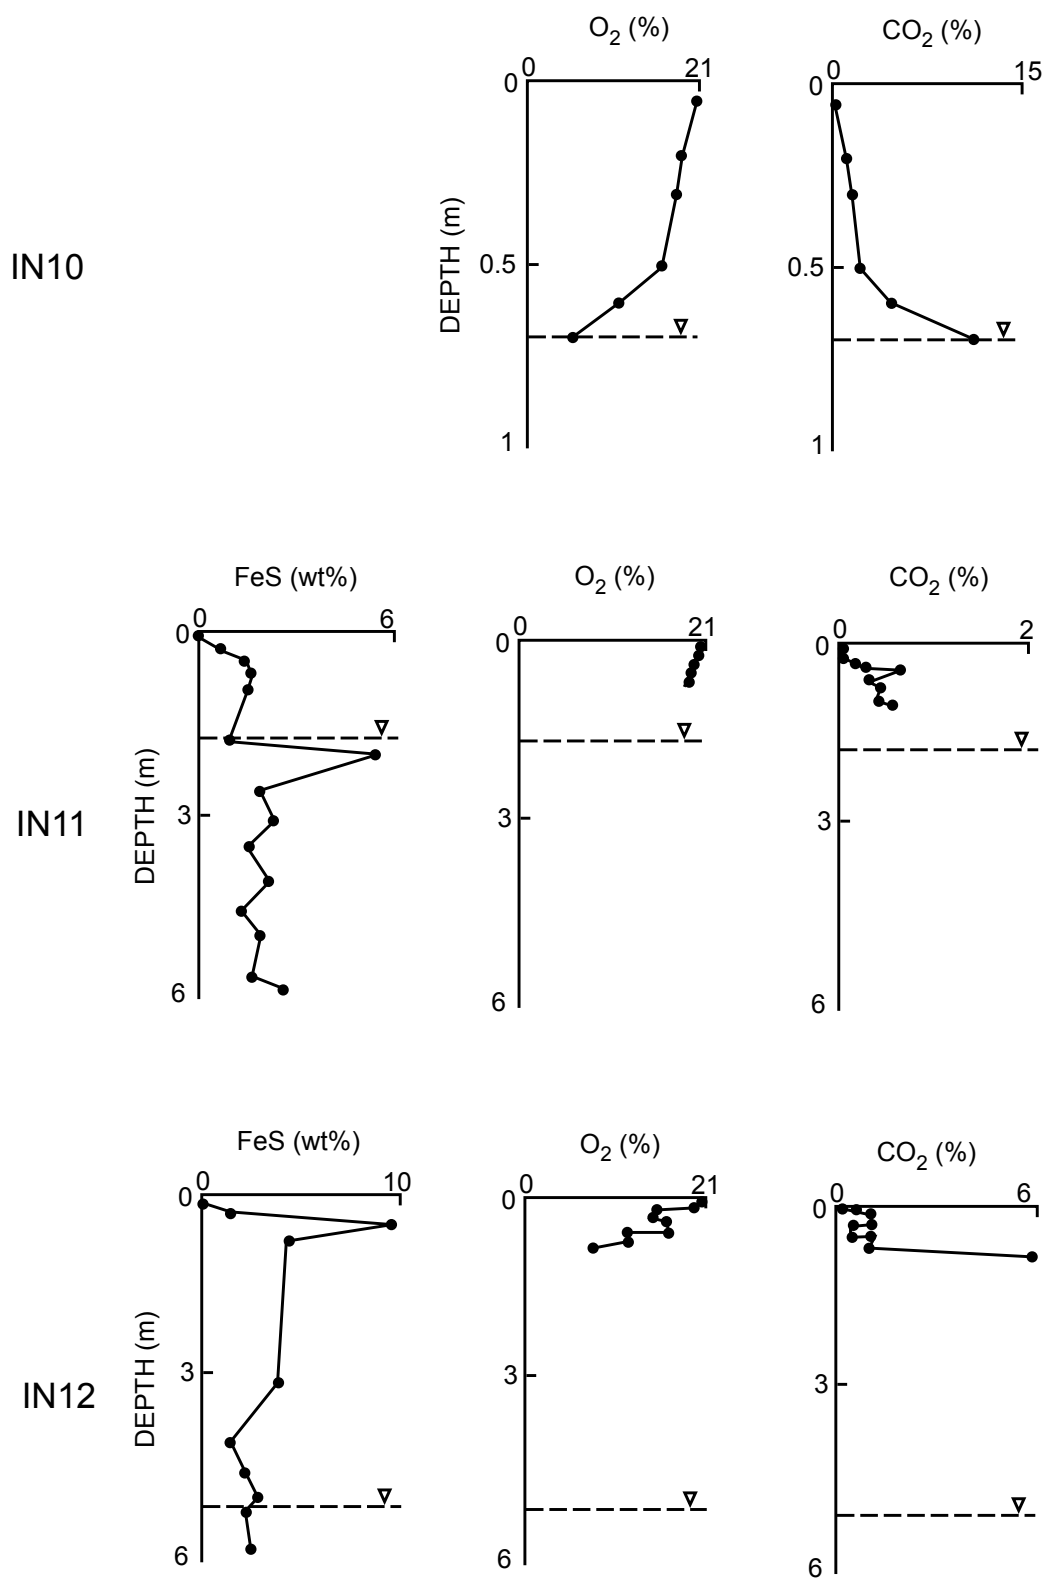 O2 (%)
CO2 (%)
0 21
0 15
0
0
IN10
DEPTH (m)
0.5
0.5
1
1
FeS (wt%)
O2 (%)
CO2 (%)
0 6
0 21
0 2
0
0
0
IN11
DEPTH (m)
3
3
3
6
6
6
FeS (wt%)
O2 (%)
CO2 (%)
0 10
0 21
0 6
0
0
0
IN12
DEPTH (m)
3
3
3
6
6
6